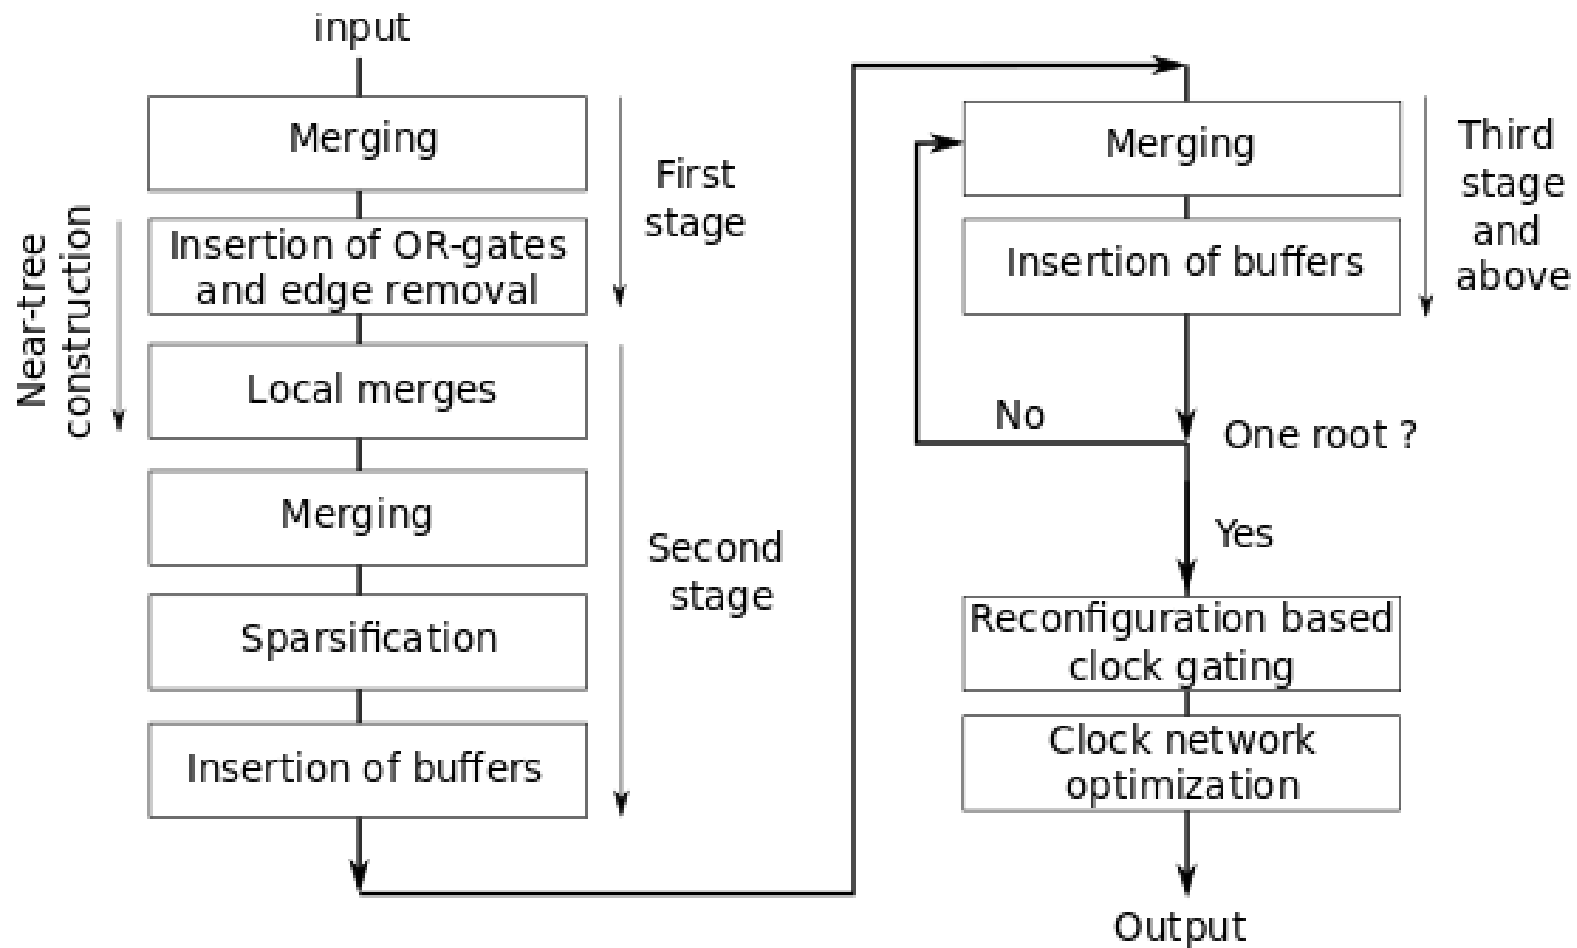 input
Merging
First
stage
Near-tree
construction
Insertion of OR-gates
and edge removal
Local merges
Merging
Second
stage
Sparsification
Insertion of buffers
Merging
Third
stage
and
above
Insertion of buffers
No
One root ?
Yes
Reconfiguration based
clock gating
Clock network
optimization
Output